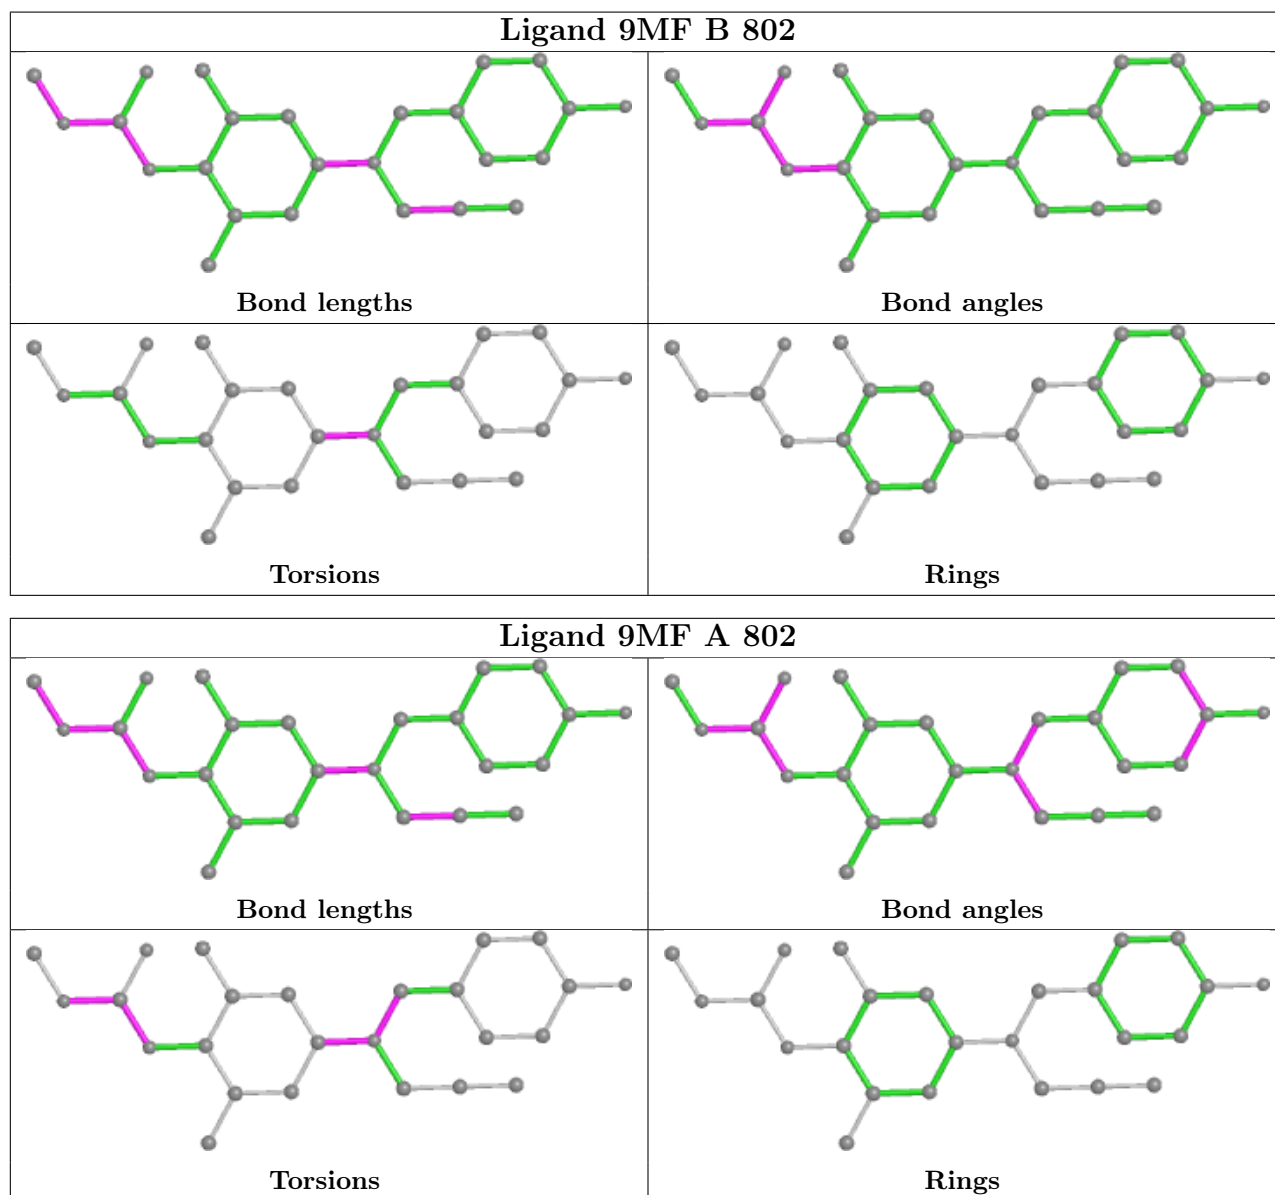 Ligand 9MF B 802
Bond lengths
Bond angles
Torsions
Rings
Ligand 9MF A 802
Bond lengths
Bond angles
Torsions
Rings